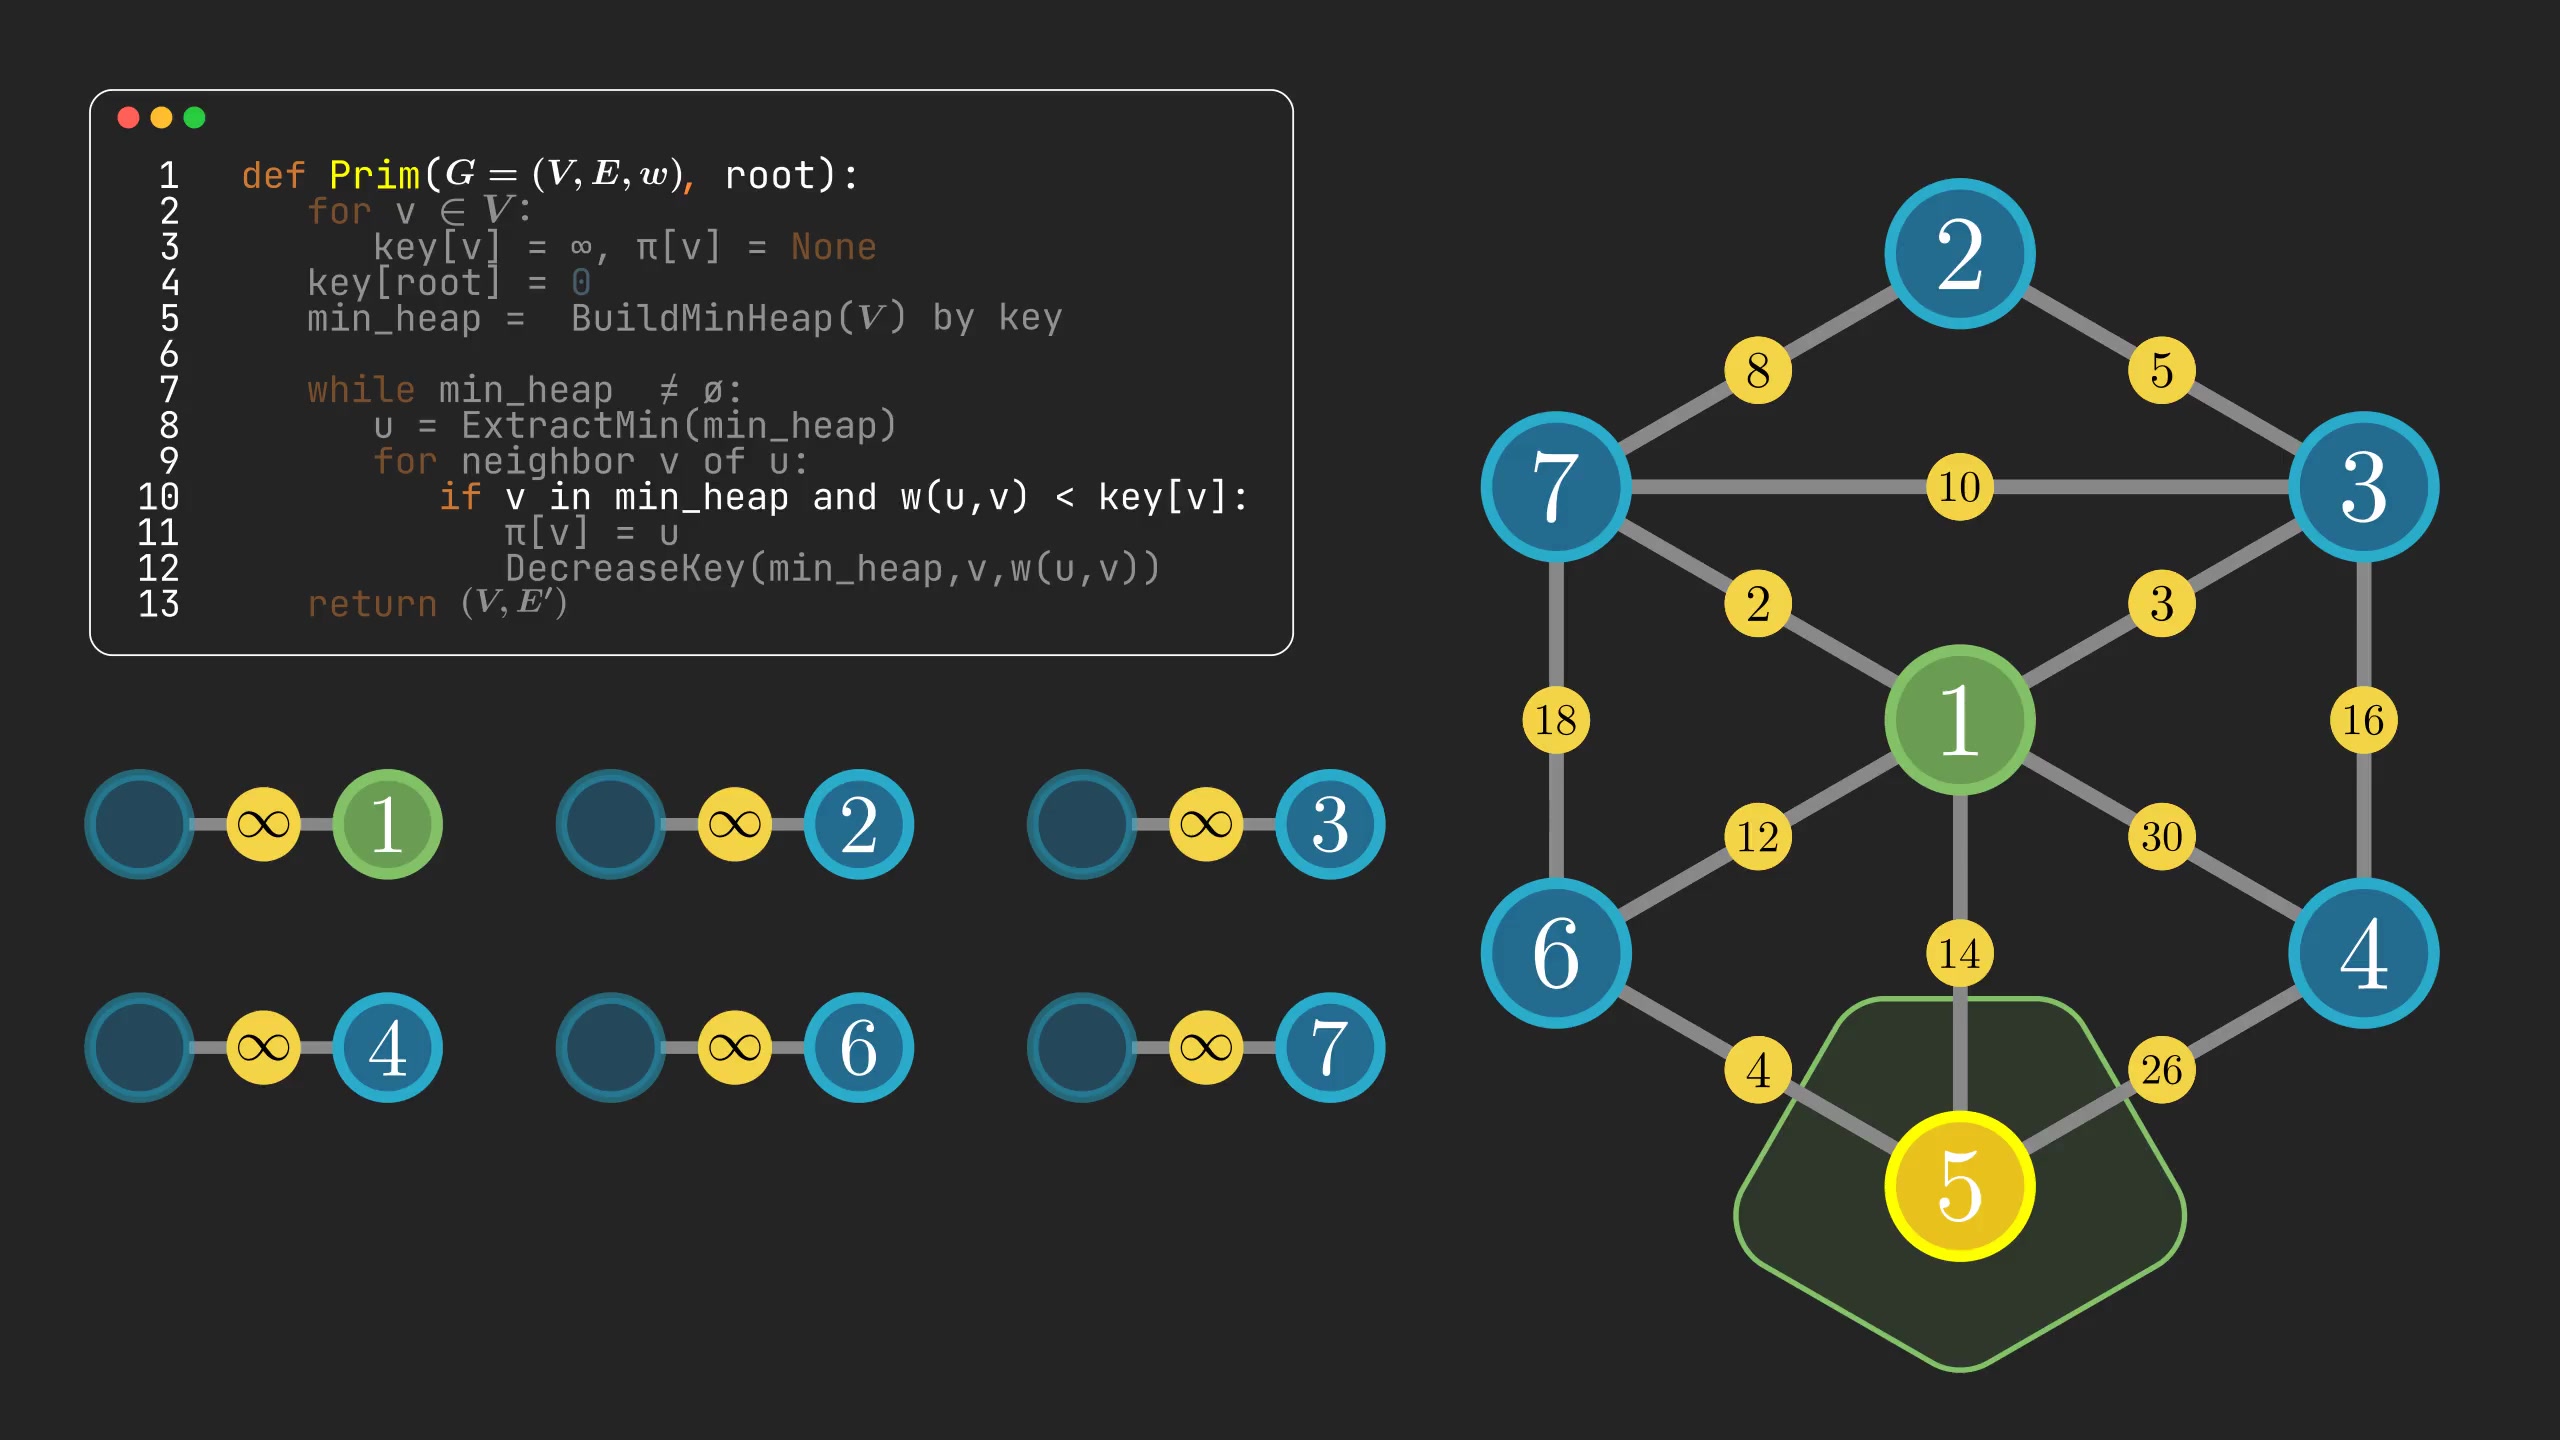 1 def Prim(G = (V, E, w), root):
2 for v ∈ V:
3 key[v] = ∞, π[v] = None
4 key[root] = 0
5 min_heap = BuildMinHeap(V) by key
6
7 while min_heap ≠ ø:
8 u = ExtractMin(min_heap)
9 for neighbor v of u:
10 if v in min_heap and w(u,v) < key[v]:
11 π[v] = u
12 DecreaseKey(min_heap,v,w(u,v))
13 return (V, E′)
∞ 1 ∞ 2 ∞ 3
∞ 4 ∞ 6 ∞ 7
2
8 5
7 10 3
2 3
18 1 16
12 30
6 14 4
4 26
5